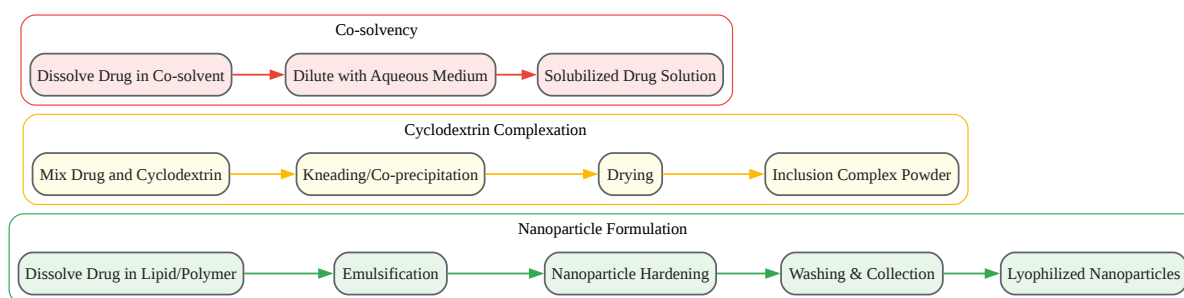 Co-solvency
Dissolve Drug in Co-solvent
Dilute with Aqueous Medium
Solubilized Drug Solution
Cyclodextrin Complexation
Mix Drug and Cyclodextrin
Kneading/Co-precipitation
Drying
Inclusion Complex Powder
Nanoparticle Formulation
Dissolve Drug in Lipid/Polymer
Emulsification
Nanoparticle Hardening
Washing & Collection
Lyophilized Nanoparticles